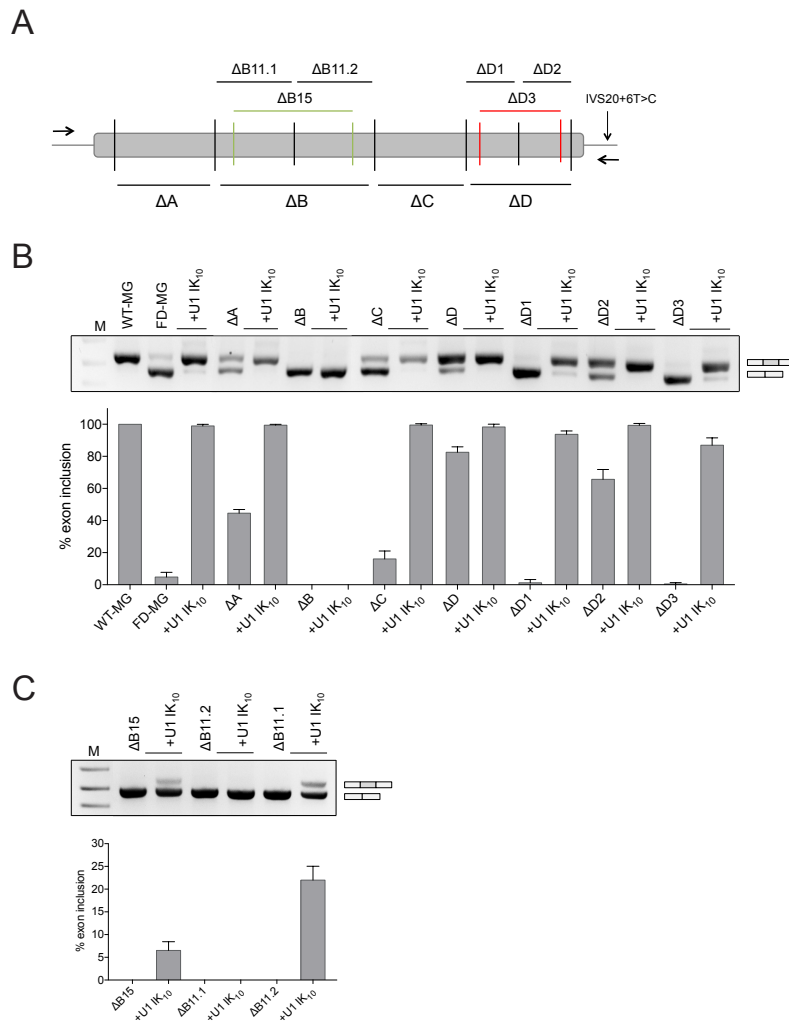 A
ΔB11.1 ΔB11.2 ΔD1 ΔD2
IVS20+6T>C
ΔB15 ΔD3
ΔA ΔB ΔC ΔD
B
M WT-MG FD-MG +U1 IK10 ΔA +U1 IK10 ΔB +U1 IK10 ΔC +U1 IK10 ΔD +U1 IK10 ΔD1 +U1 IK10 ΔD2 +U1 IK10 ΔD3 +U1 IK10
% exon inclusion
100
80
60
40
20
0
WT-MG FD-MG +U1 IK10 ΔA +U1 IK10 ΔB +U1 IK10 ΔC +U1 IK10 ΔD +U1 IK10 ΔD1 +U1 IK10 ΔD2 +U1 IK10 ΔD3 +U1 IK10
C
M ΔB15 +U1 IK10 ΔB11.2 +U1 IK10 ΔB11.1 +U1 IK10
% exon inclusion
30
25
20
15
10
5
0
ΔB15 +U1 IK10 ΔB11.1 +U1 IK10 ΔB11.2 +U1 IK10